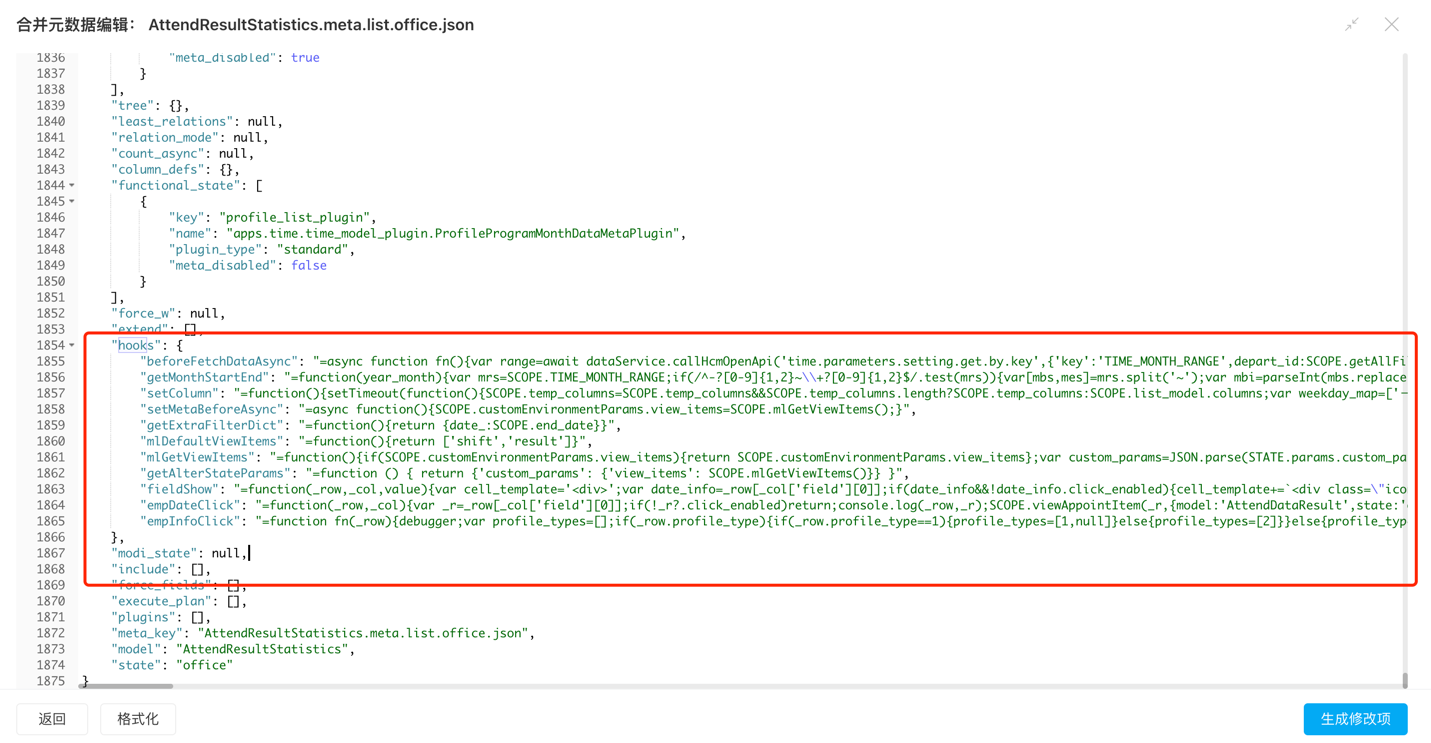 合并元数据编辑： AttendResultStatistics.meta.list.office.json
1836 "meta_disabled": true
1837 }
1838 ],
1839 "tree": {},
1840 "least_relations": null,
1841 "relation_mode": null,
1842 "count_async": null,
1843 "column_defs": {},
1844 "functional_state": [
1845 {
1846 "key": "profile_list_plugin",
1847 "name": "apps.time.time_model_plugin.ProfileProgramMonthDataMetaPlugin",
1848 "plugin_type": "standard",
1849 "meta_disabled": false
1850 }
1851 ],
1852 "force_w": null,
1853 "extend": [],
1854 "hooks": {
1855 "beforeFetchDataAsync": "=async function fn(){var range=await dataService.callHcmOpenApi('time.parameters.setting.get.by.key',{'key':'TIME_MONTH_RANGE',depart_id:SCOPE.getAllFi
1856 "getMonthStartEnd": "=function(year_month){var mrs=SCOPE.TIME_MONTH_RANGE;if(/^-?[0-9]{1,2}~\\+?[0-9]{1,2}$/.test(mrs)){var[mbs,mes]=mrs.split('~');var mbi=parseInt(mbs.replace
1857 "setColumn": "=function(){setTimeout(function(){SCOPE.temp_columns=SCOPE.temp_columns&&SCOPE.temp_columns.length?SCOPE.temp_columns:SCOPE.list_model.columns;var weekday_map=['一
1858 "setMetaBeforeAsync": "=async function(){SCOPE.customEnvironmentParams.view_items=SCOPE.mlGetViewItems();}",
1859 "getExtraFilterDict": "=function(){return {date_:SCOPE.end_date}}",
1860 "mlDefaultViewItems": "=function(){return ['shift','result']}",
1861 "mlGetViewItems": "=function(){if(SCOPE.customEnvironmentParams.view_items){return SCOPE.customEnvironmentParams.view_items};var custom_params=JSON.parse(STATE.params.custom_pa
1862 "getAlterStateParams": "=function () { return {'custom_params': {'view_items': SCOPE.mlGetViewItems()}} }",
1863 "fieldShow": "=function(_row,_col,value){var cell_template='<div>';var date_info=_row[_col['field'][0]];if(date_info&&!date_info.click_enabled){cell_template+=`<div class=\"ico
1864 "empDateClick": "=function(_row,_col){var _r=_row[_col['field'][0]];if(!_r?.click_enabled)return;console.log(_row,_r);SCOPE.viewAppointItem(_r,{model:'AttendDataResult',state:'
1865 "empInfoClick": "=function fn(_row){debugger;var profile_types=[];if(_row.profile_type){if(_row.profile_type==1){profile_types=[1,null]}else{profile_types=[2]}}else{profile_typ
1866 },
1867 "modi_state": null,
1868 "include": [],
1869 "force_fields": [],
1870 "execute_plan": [],
1871 "plugins": [],
1872 "meta_key": "AttendResultStatistics.meta.list.office.json",
1873 "model": "AttendResultStatistics",
1874 "state": "office"
1875 }
返回 格式化 生成修改项